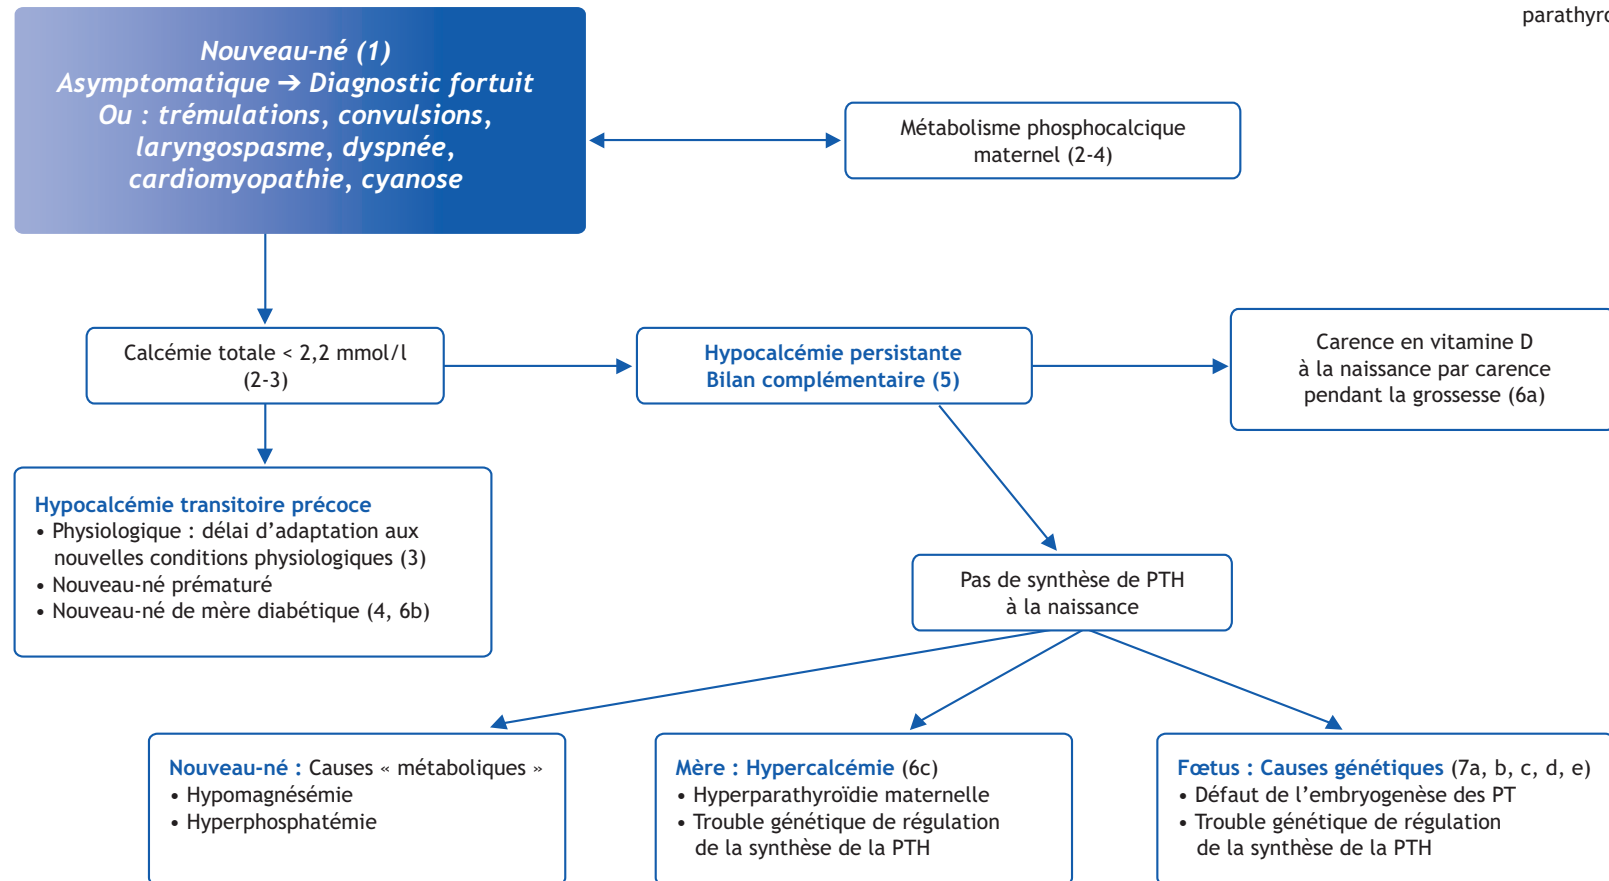 parathyro
Nouveau-né (1)
Asymptomatique ➔ Diagnostic fortuit
Ou : trémulations, convulsions,
laryngospasme, dyspnée,
cardiomyopathie, cyanose
Métabolisme phosphocalcique
maternel (2-4)
Calcémie totale < 2,2 mmol/l
(2-3)
Hypocalcémie persistante
Bilan complémentaire (5)
Carence en vitamine D
à la naissance par carence
pendant la grossesse (6a)
Hypocalcémie transitoire précoce
• Physiologique : délai d’adaptation aux
nouvelles conditions physiologiques (3)
• Nouveau-né prématuré
• Nouveau-né de mère diabétique (4, 6b)
Pas de synthèse de PTH
à la naissance
Nouveau-né : Causes « métaboliques »
• Hypomagnésémie
• Hyperphosphatémie
Mère : Hypercalcémie (6c)
• Hyperparathyroïdie maternelle
• Trouble génétique de régulation
de la synthèse de la PTH
Fœtus : Causes génétiques (7a, b, c, d, e)
• Défaut de l’embryogenèse des PT
• Trouble génétique de régulation
de la synthèse de la PTH